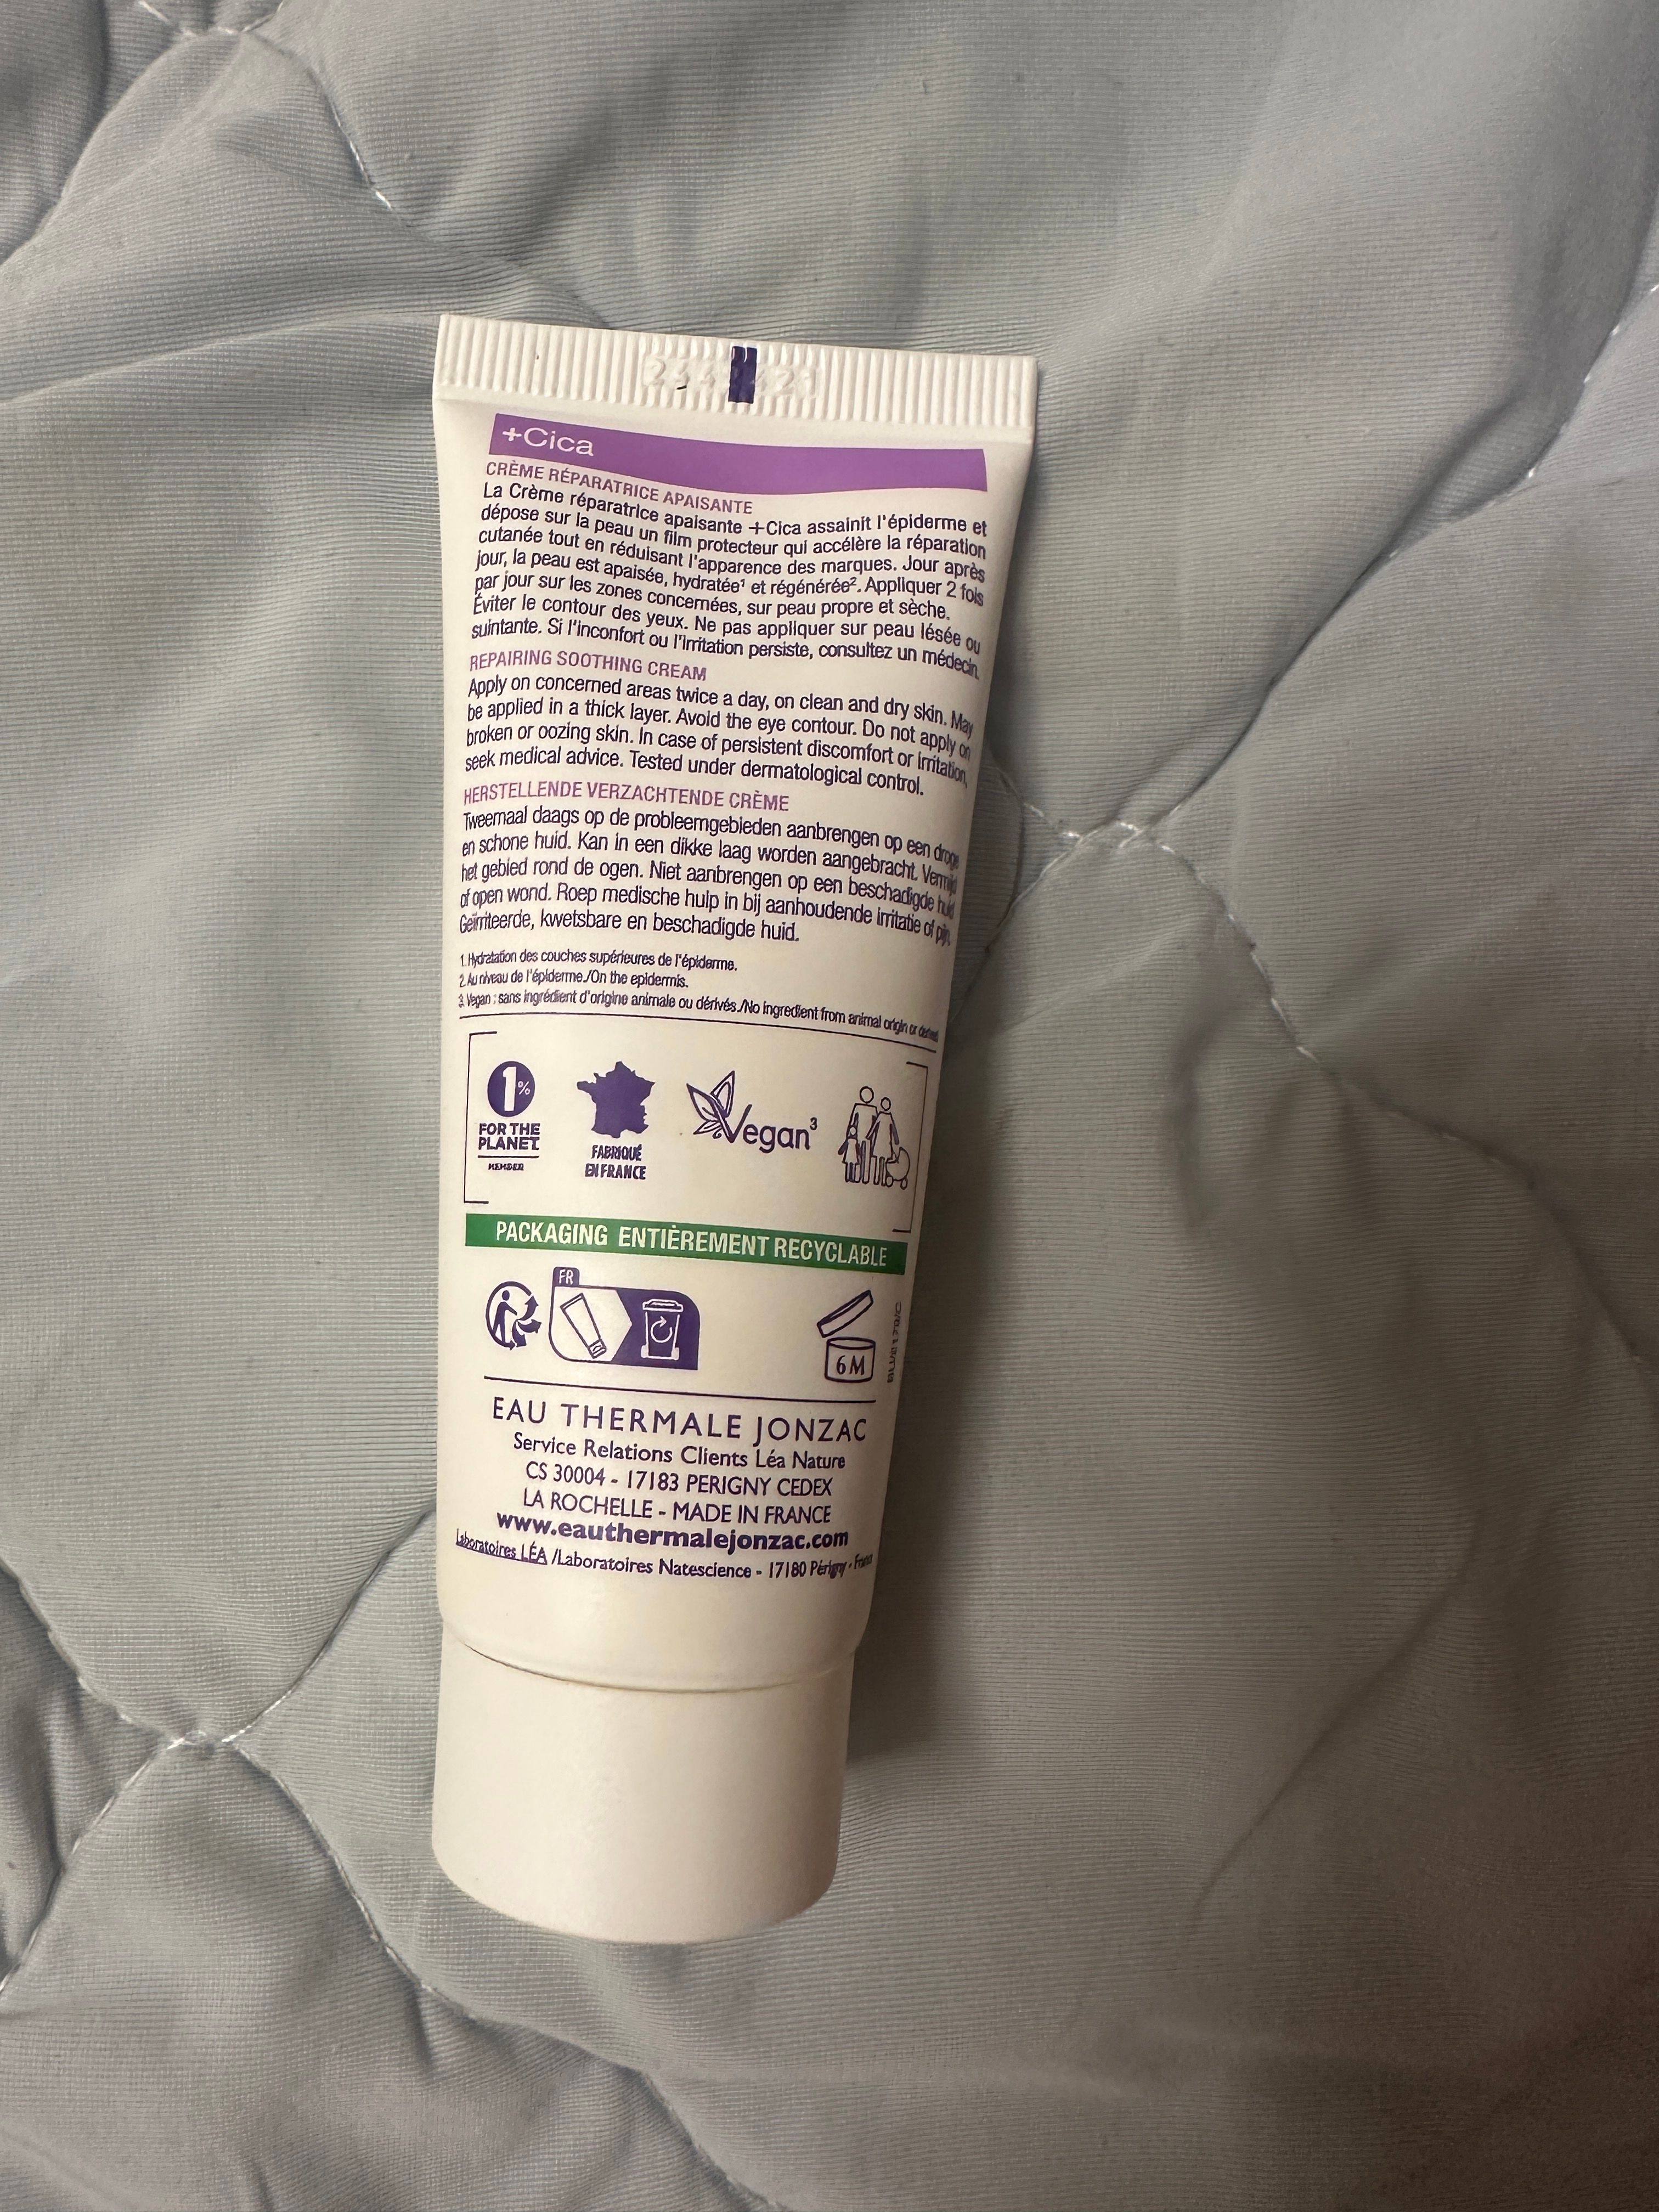 +Cica
CRÈME RÉPARATRICE APAISANTE
La Crème réparatrice apaisante +Cica assainit l'épiderme et
dépose sur la peau un film protecteur qui accélère la réparation
cutanée tout en réduisant l'apparence des marques. Jour après
jour, la peau est apaisée, hydratée¹ et régénérée². Appliquer 2 fois
par jour sur les zones concernées, sur peau propre et sèche.
Éviter le contour des yeux. Ne pas appliquer sur peau lésée ou
suintante. Si l'inconfort ou l'irritation persiste, consultez un médecin.
REPAIRING SOOTHING CREAM
Apply on concerned areas twice a day, on clean and dry skin. May
be applied in a thick layer. Avoid the eye contour. Do not apply on
broken or oozing skin. In case of persistent discomfort or irritation,
seek medical advice. Tested under dermatological control.
HERSTELLENDE VERZACHTENDE CRÈME
Tweemaal daags op de probleemgebieden aanbrengen op een droge
en schone huid. Kan in een dikke laag worden aangebracht. Vermijd
het gebied rond de ogen. Niet aanbrengen op een beschadigde huid
of open wond. Roep medische hulp in bij aanhoudende irritatie of pijn.
Geïrriteerde, kwetsbare en beschadigde huid.
1. Hydratation des couches supérieures de l'épiderme.
2. Au niveau de l'épiderme./On the epidermis.
3. Vegan : sans ingrédient d'origine animale ou dérivés./No ingredient from animal origin or
1%
FOR THE
PLANET.
MEMBER
FABRIQUÉ
EN FRANCE
Vegan³
PACKAGING ENTIÈREMENT RECYCLABLE
FR
6M
EAU THERMALE JONZAC
Service Relations Clients Léa Nature
CS 30004 - 17183 PERIGNY CEDEX
LA ROCHELLE - MADE IN FRANCE
www.eauthermalejonzac.com
Laboratoires LÉA /Laboratoires Natescience - 17180 Périgny - France